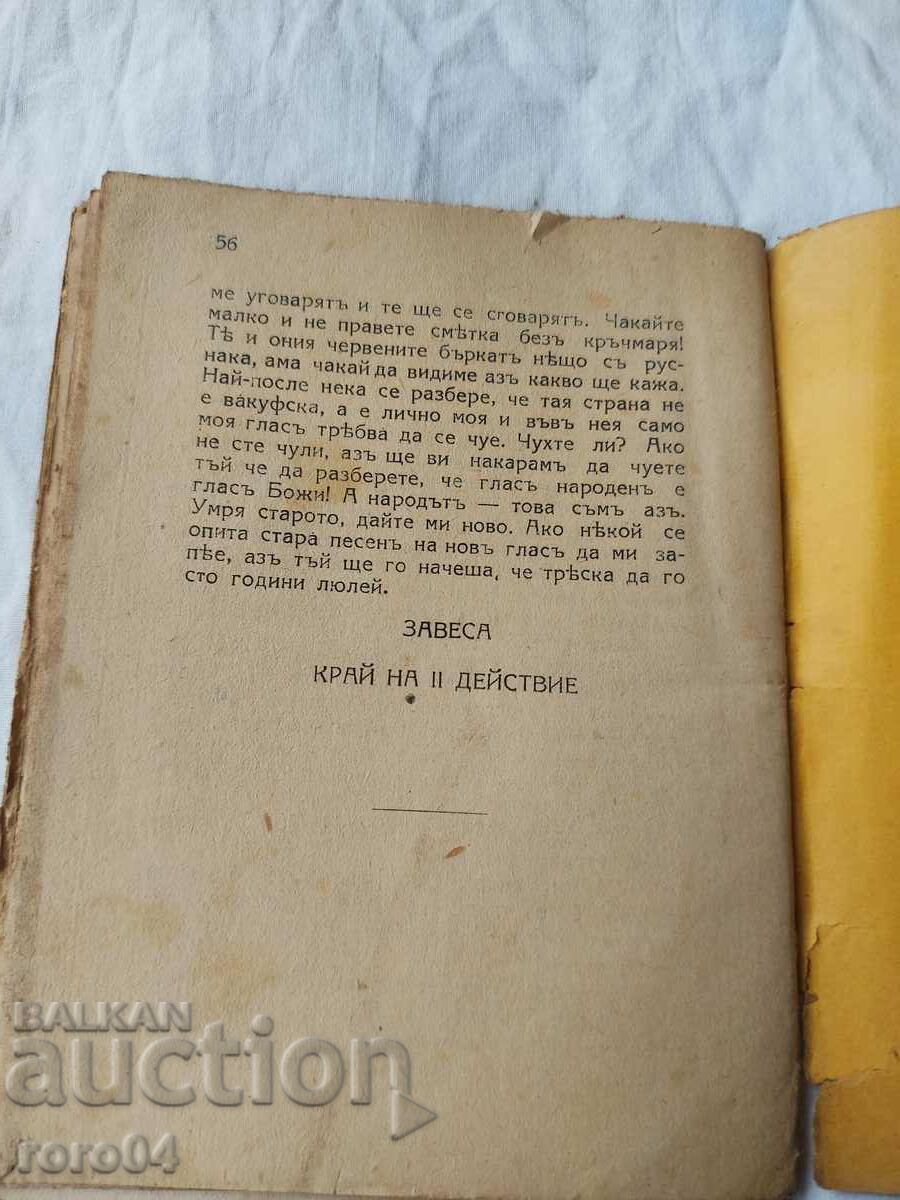 56
ме уговарятъ и те ще се сговарятъ. Чакайте
малко и не правете смѣтка безъ кръчмаря!
Тѣ и ония червените бъркатъ нѣщо съ рус-
нака, ама чакай да видиме азъ какво ще кажа.
Най-после нека се разбере, че тая страна не
е вакуфска, а е лично моя и въвъ нея само
моя гласъ трѣбва да се чуе. Чухте ли? Ако
не сте чули, азъ ще ви накарамъ да чуете
тъй че да разберете, че гласъ народенъ е
гласъ Божи! А народътъ — това съмъ азъ.
Умря старото, дайте ми ново. Ако нѣкой се
опита стара песень на новъ гласъ да ми за-
пѣе, азъ тъй ще го начеша, че трѣска да го
сто години люлей.
ЗАВЕСА
КРАЙ НА II ДЕЙСТВИЕ
BALKAN
auction
roro04